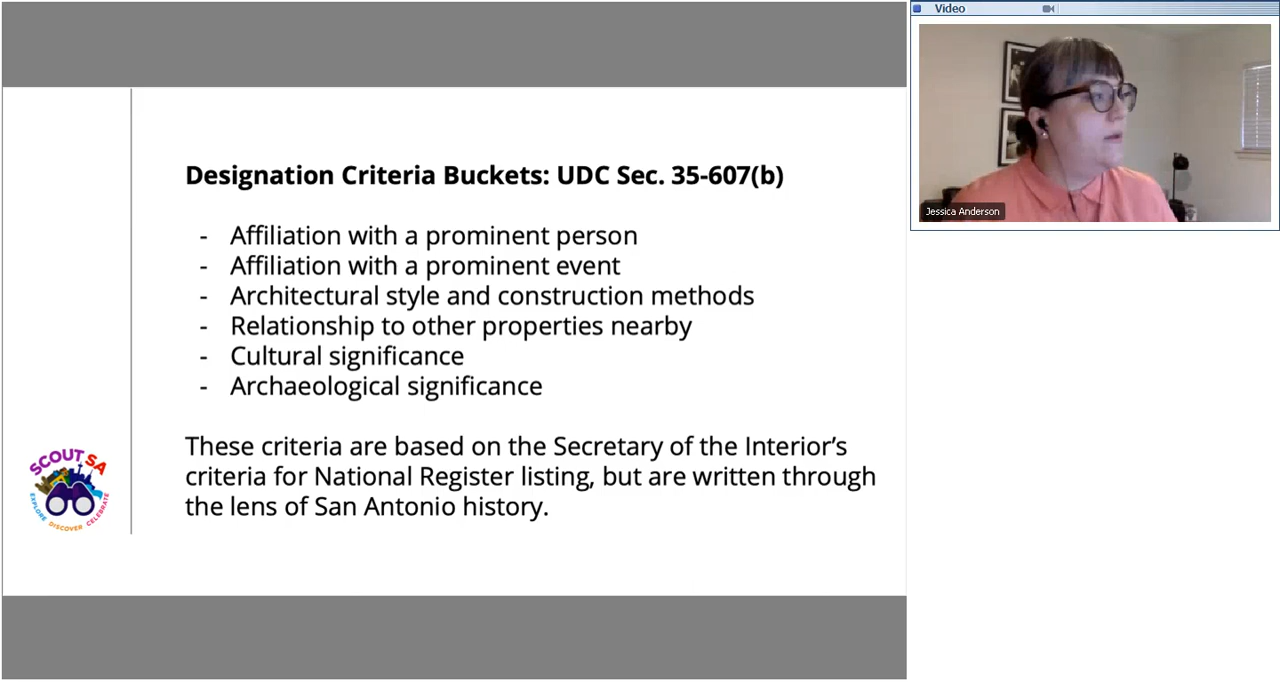 Designation Criteria Buckets: UDC Sec. 35-607(b)
- Affiliation with a prominent person
- Affiliation with a prominent event
- Architectural style and construction methods
- Relationship to other properties nearby
- Cultural significance
- Archaeological significance
These criteria are based on the Secretary of the Interior’s
criteria for National Register listing, but are written through
the lens of San Antonio history.
SCOUT SA
EXPLORE DISCOVER CELEBRATE
Video
Jessica Anderson